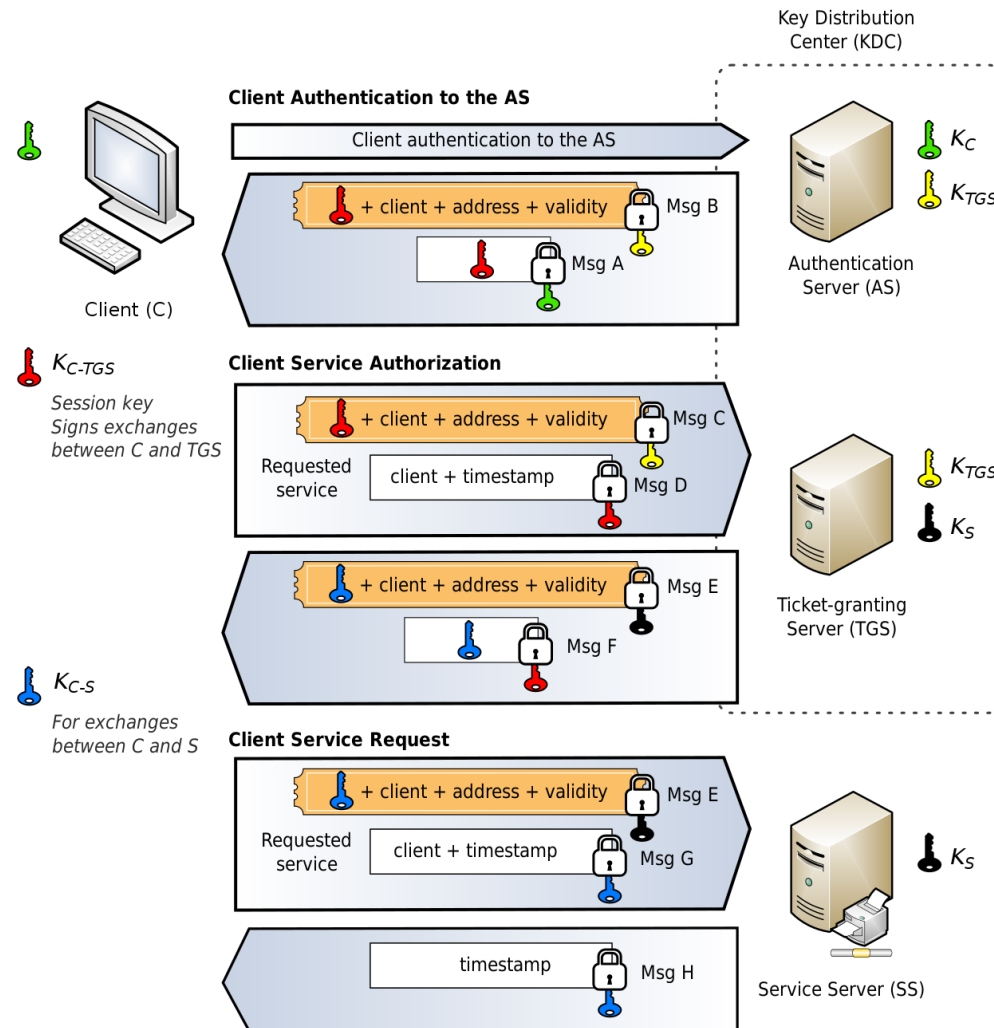 Key Distribution
Center (KDC)
Client Authentication to the AS
Client authentication to the AS
K_C
+ client + address + validity
Msg B
K_TGS
Msg A
Authentication
Server (AS)
Client (C)
K_C-TGS
Session key
Signs exchanges
between C and TGS
Client Service Authorization
+ client + address + validity
Msg C
Requested
service
client + timestamp
Msg D
K_TGS
K_S
+ client + address + validity
Msg E
Ticket-granting
Server (TGS)
Msg F
K_C-S
For exchanges
between C and S
Client Service Request
+ client + address + validity
Msg E
Requested
service
client + timestamp
Msg G
K_S
timestamp
Msg H
Service Server (SS)